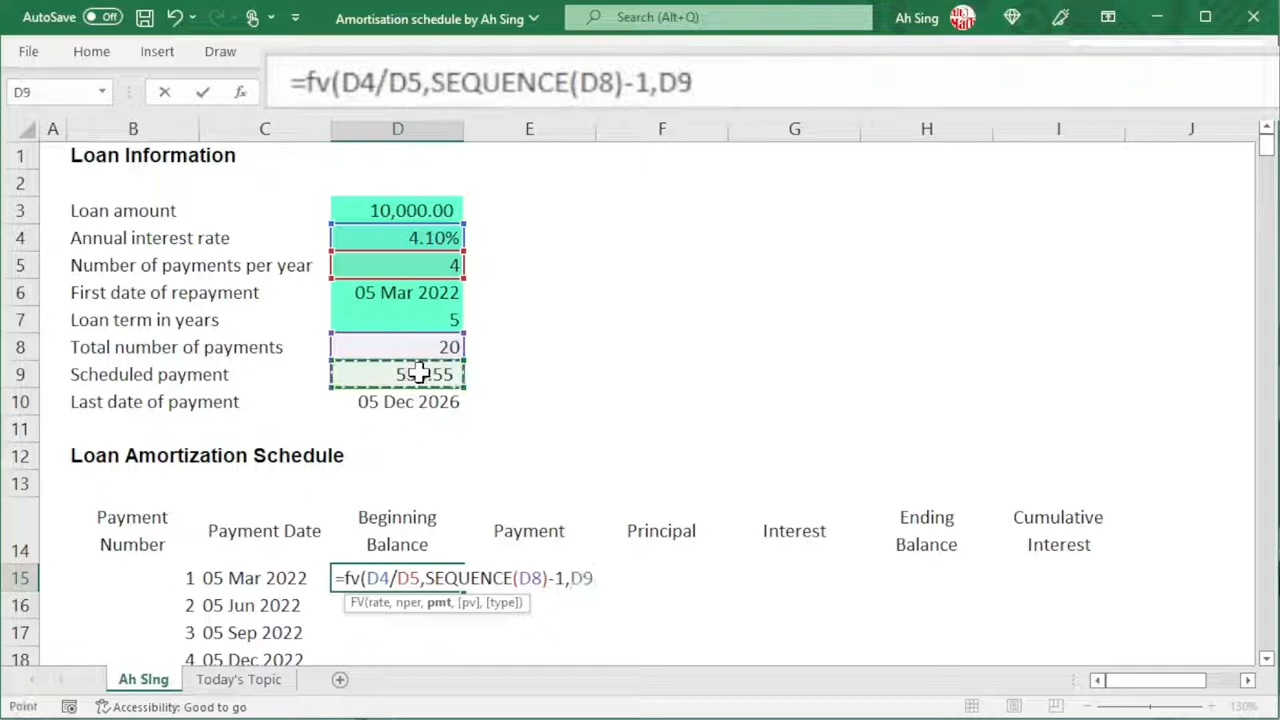 AutoSave Off Amortisation schedule by Ah Sing Search (Alt+Q) Ah Sing
File Home Insert Draw
D9 fx =fv(D4/D5,SEQUENCE(D8)-1,D9
A B C D E F G H I J
1 Loan Information
2
3 Loan amount 10,000.00
4 Annual interest rate 4.10%
5 Number of payments per year 4
6 First date of repayment 05 Mar 2022
7 Loan term in years 5
8 Total number of payments 20
9 Scheduled payment
10 Last date of payment 05 Dec 2026
11
12 Loan Amortization Schedule
13
Payment Beginning Ending Cumulative
Payment Date Payment Principal Interest
14 Number Balance Balance Interest
15 1 05 Mar 2022 =fv(D4/D5,SEQUENCE(D8)-1,D9
16 2 05 Jun 2022 FV(rate, nper, pmt, [pv], [type])
17 3 05 Sep 2022
18 4 05 Dec 2022
Ah Sing Today's Topic
Point Accessibility: Good to go 130%